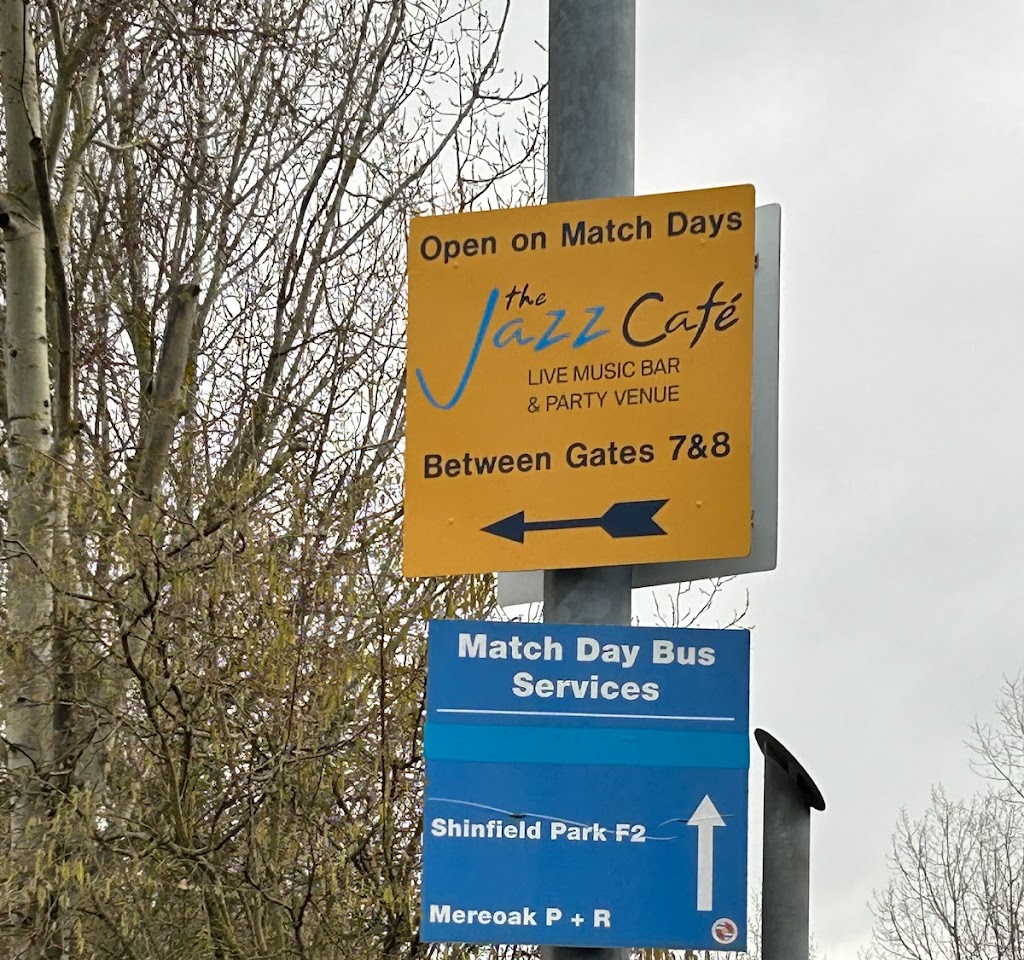 Open on Match Days
the
Jazz Café
LIVE MUSIC BAR
& PARTY VENUE
Between Gates 7&8
Match Day Bus
Services
Shinfield Park F2
Mereoak P + R